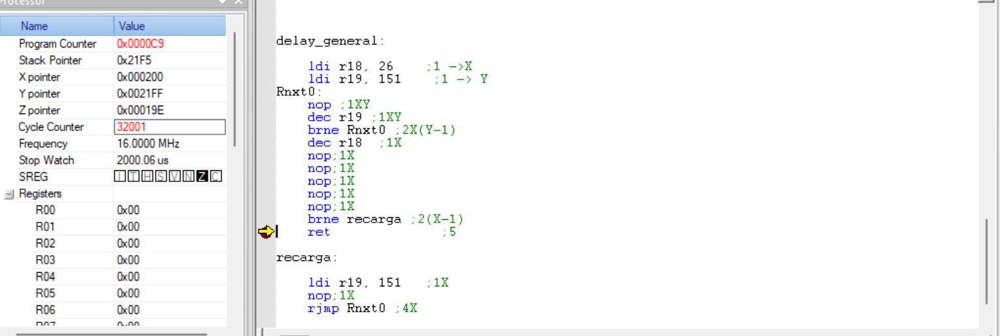 Processor
Name Value
Program Counter 0x0000C9
Stack Pointer 0x21F5
X pointer 0x000200
Y pointer 0x0021FF
Z pointer 0x00019E
Cycle Counter 32001
Frequency 16.0000 MHz
Stop Watch 2000.06 us
SREG I T H S V N Z C
Registers
R00 0x00
R01 0x00
R02 0x00
R03 0x00
R04 0x00
R05 0x00
R06 0x00
R07 0x00
delay_general:
ldi r18, 26 ;1 ->X
ldi r19, 151 ;1 -> Y
Rnxt0:
nop ;1XY
dec r19 ;1XY
brne Rnxt0 ;2X(Y-1)
dec r18 ;1X
nop;1X
nop;1X
nop;1X
nop;1X
nop;1X
brne recarga ;2(X-1)
ret ;5
recarga:
ldi r19, 151 ;1X
nop;1X
rjmp Rnxt0 ;4X